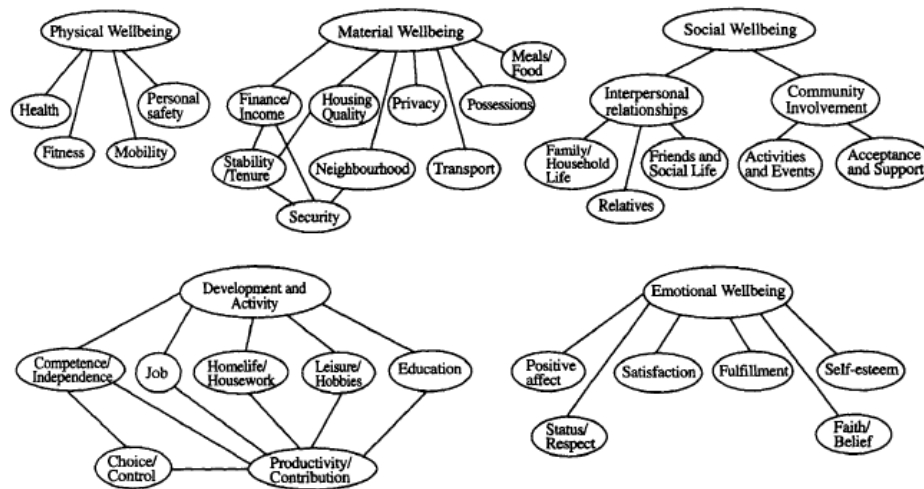 Physical Wellbeing
Health
Fitness
Mobility
Personal
safety
Material Wellbeing
Finance/
Income
Housing
Quality
Privacy
Possessions
Meals/
Food
Stability
/Tenure
Neighbourhood
Transport
Security
Social Wellbeing
Interpersonal
relationships
Community
Involvement
Family/
Household
Life
Relatives
Friends and
Social Life
Activities
and Events
Acceptance
and Support
Development and
Activity
Competence/
Independence
Job
Homelife/
Housework
Leisure/
Hobbies
Education
Choice/
Control
Productivity/
Contribution
Emotional Wellbeing
Positive
affect
Status/
Respect
Satisfaction
Fulfillment
Self-esteem
Faith/
Belief